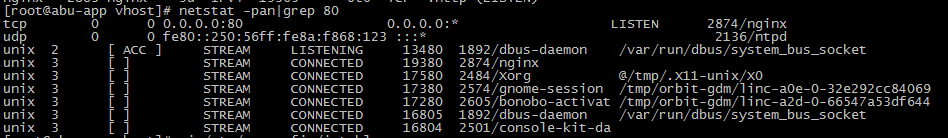 [root@abu-app vhost]# netstat -pan|grep 80
tcp 0 0 0.0.0.0:80 0.0.0.0:* LISTEN 2874/nginx
udp 0 0 fe80::250:56ff:fe8a:f868:123 :::* 2136/ntpd
unix 2 [ ACC ] STREAM LISTENING 13480 1892/dbus-daemon /var/run/dbus/system_bus_socket
unix 3 [ ] STREAM CONNECTED 19380 2874/nginx
unix 3 [ ] STREAM CONNECTED 17580 2484/xorg @/tmp/.x11-unix/x0
unix 3 [ ] STREAM CONNECTED 17380 2574/gnome-session /tmp/orbit-gdm/linc-a0e-0-32e292cc84069
unix 3 [ ] STREAM CONNECTED 17280 2605/bonobo-activat /tmp/orbit-gdm/linc-a2d-0-66547a53df644
unix 3 [ ] STREAM CONNECTED 16805 1892/dbus-daemon /var/run/dbus/system_bus_socket
unix 3 [ ] STREAM CONNECTED 16804 2501/console-kit-da